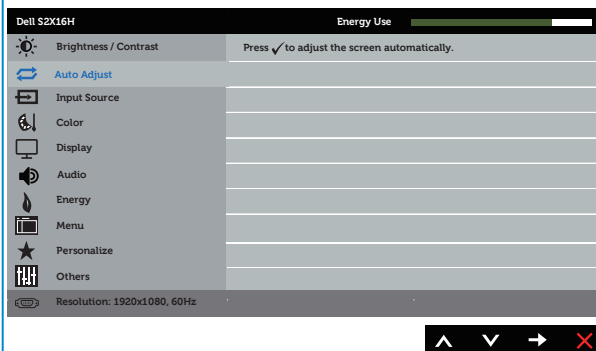 Dell S2X16H Energy Use
Brightness / Contrast Press ✓ to adjust the screen automatically.
Auto Adjust
Input Source
Color
Display
Audio
Energy
Menu
Personalize
Others
Resolution: 1920x1080, 60Hz